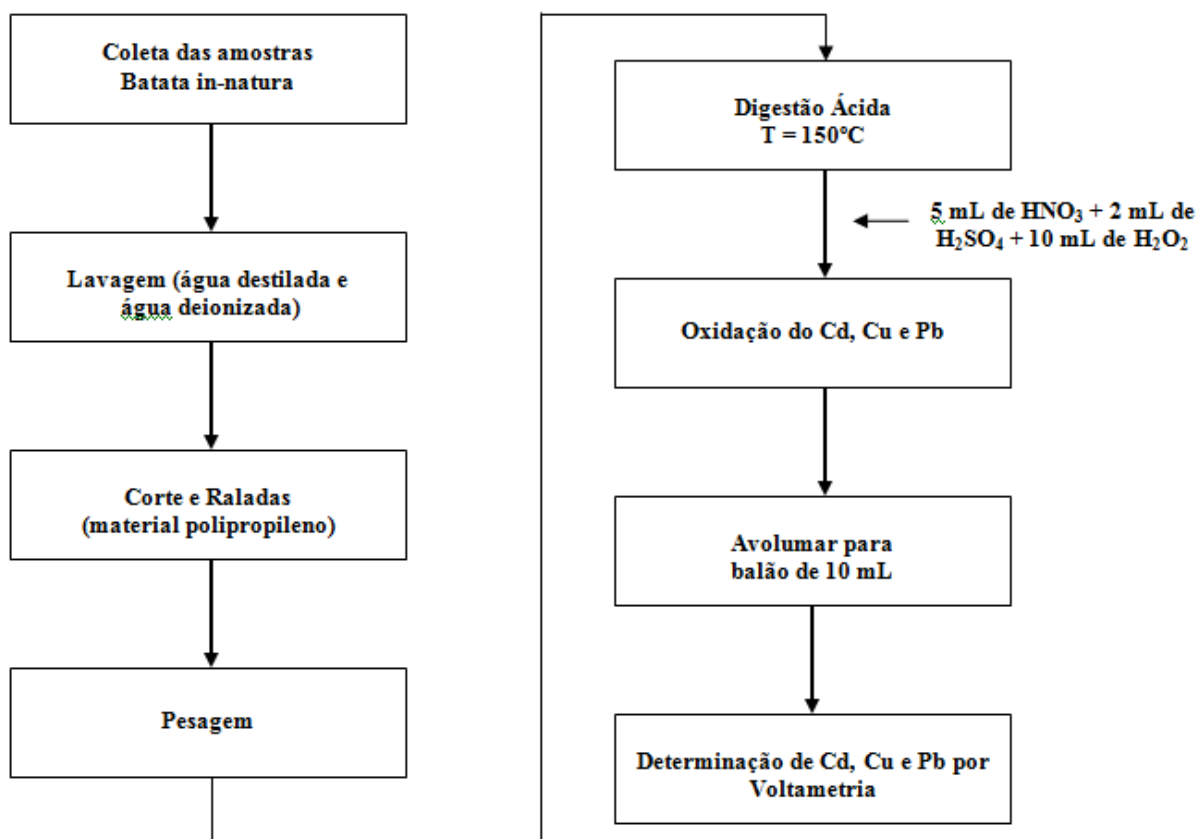 Coleta das amostras
Batata in-natura
Lavagem (água destilada e
água deionizada)
Corte e Raladas
(material polipropileno)
Pesagem
Digestão Ácida
T = 150°C
5 mL de HNO₃ + 2 mL de
H₂SO₄ + 10 mL de H₂O₂
Oxidação do Cd, Cu e Pb
Avolumar para
balão de 10 mL
Determinação de Cd, Cu e Pb por
Voltametria